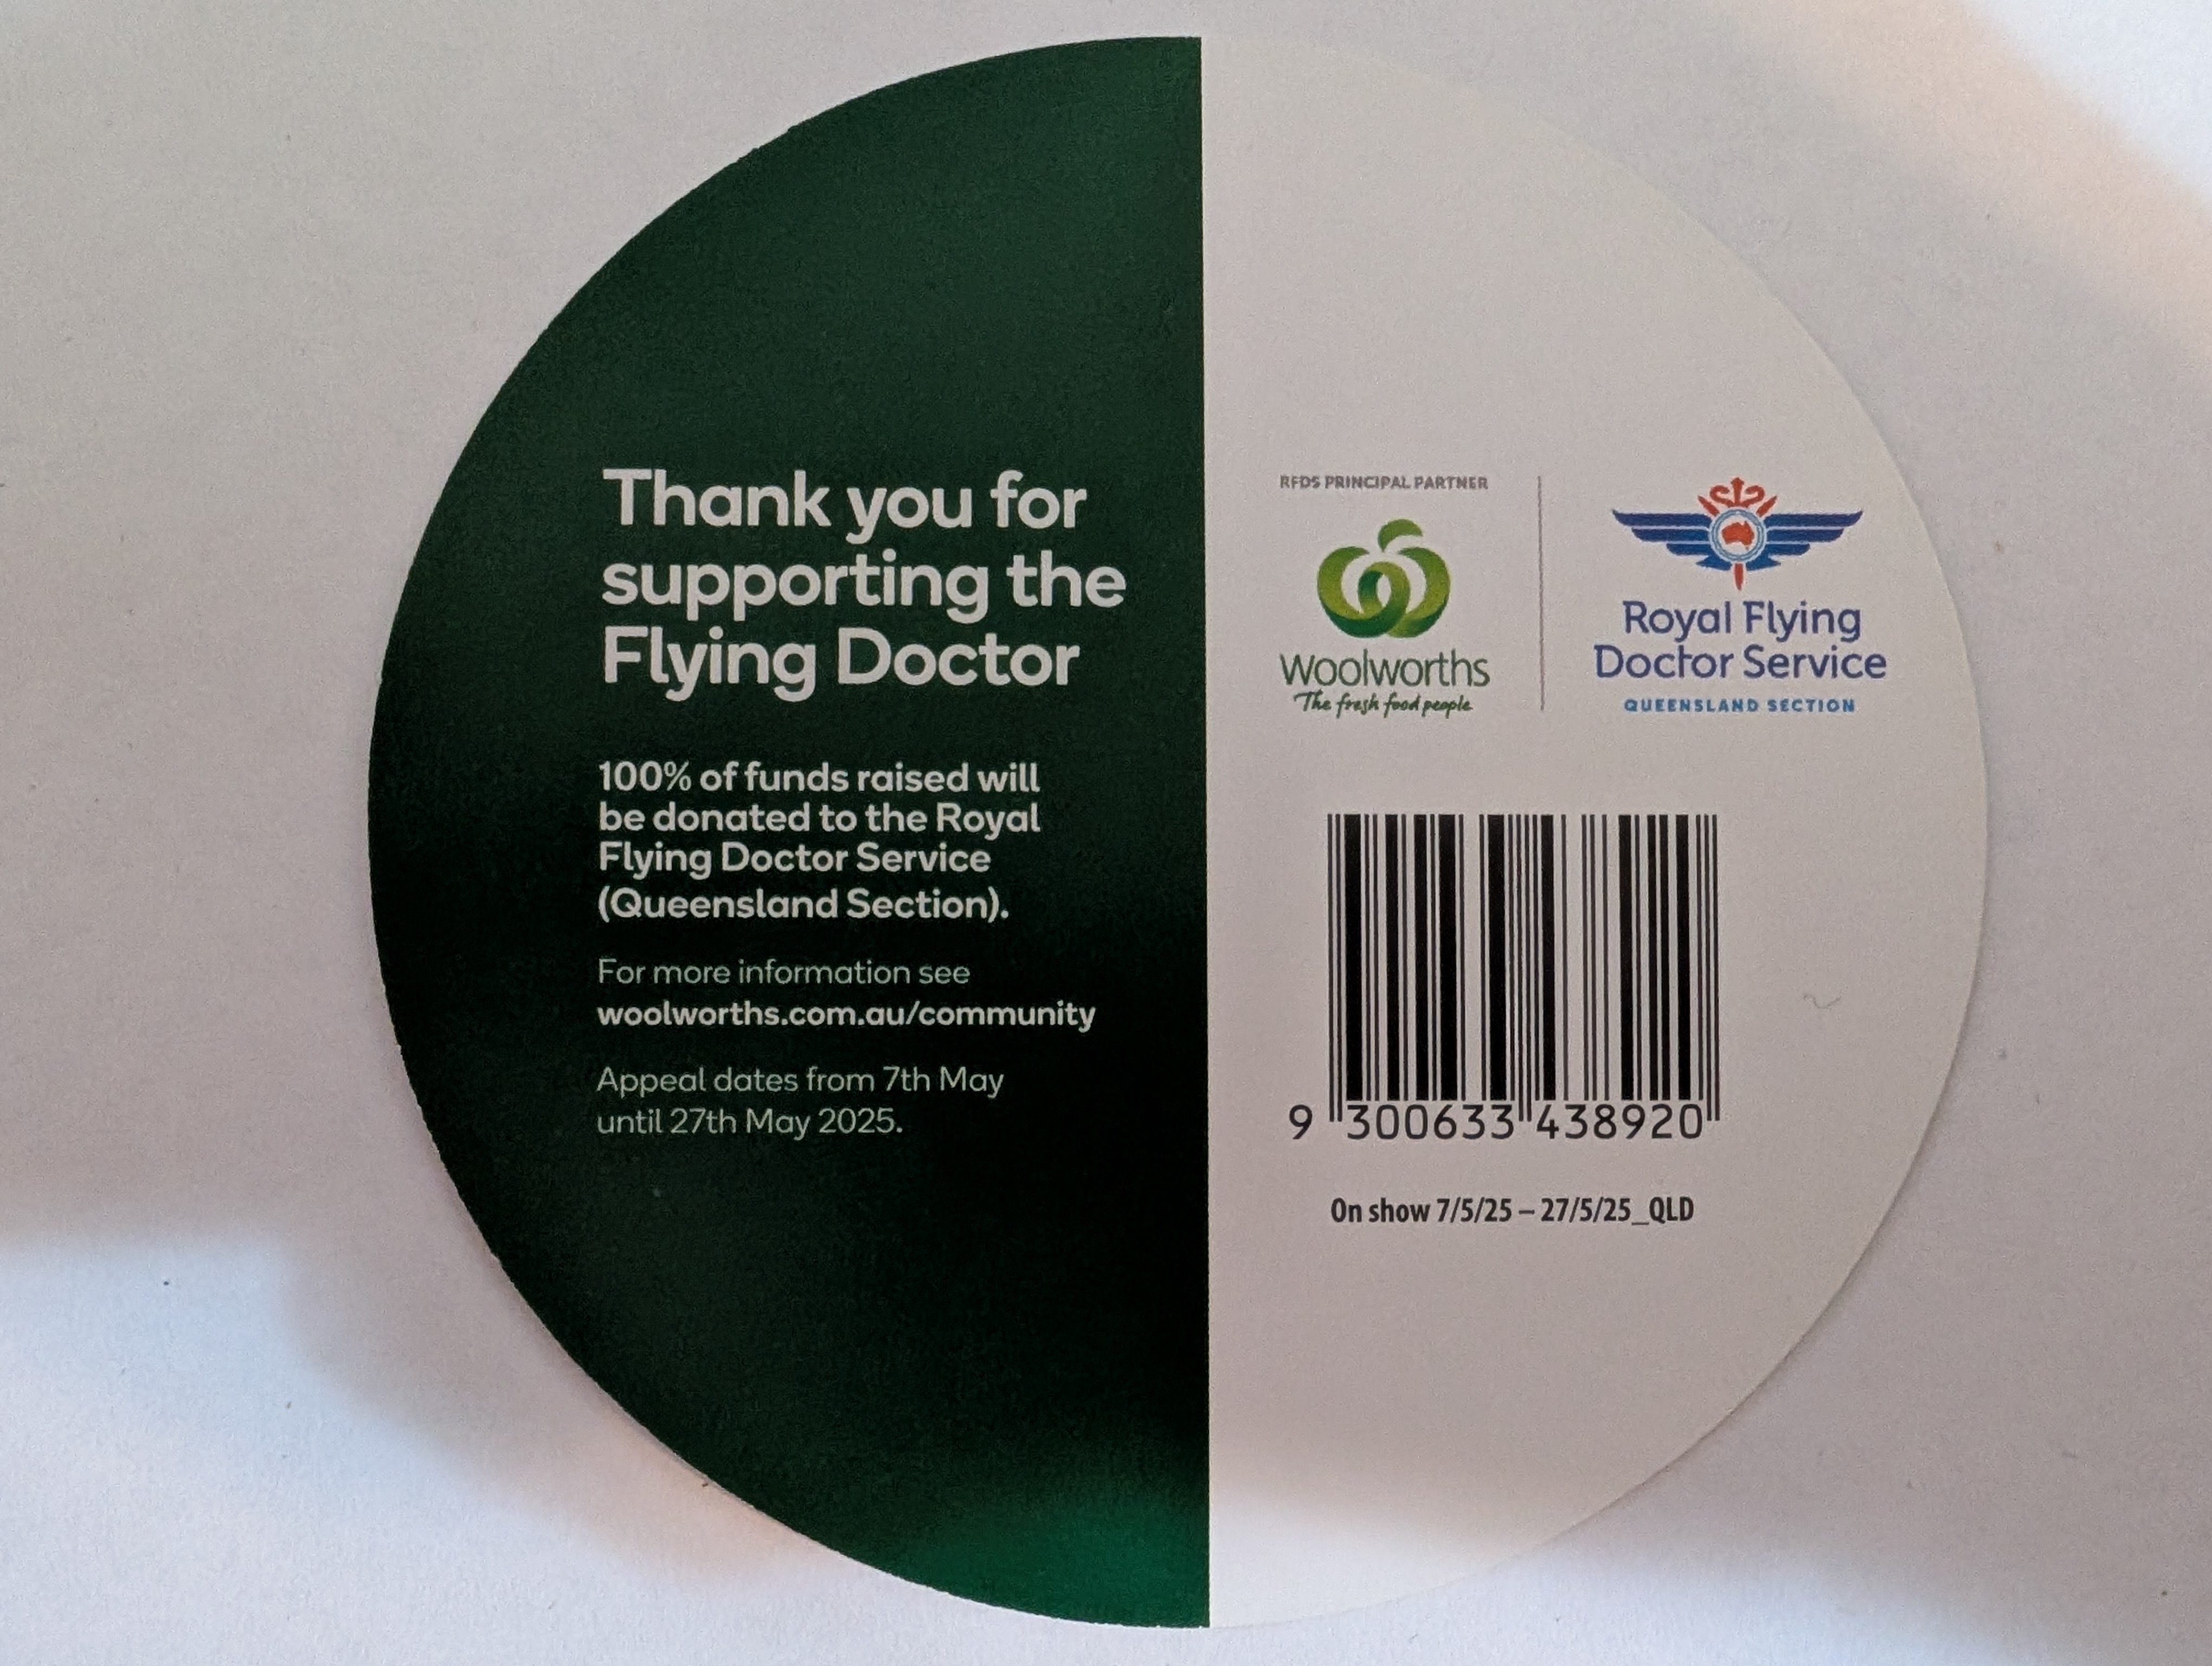 Thank you for
supporting the
Flying Doctor
100% of funds raised will
be donated to the Royal
Flying Doctor Service
(Queensland Section).
For more information see
woolworths.com.au/community
Appeal dates from 7th May
until 27th May 2025.
RFDS PRINCIPAL PARTNER
Woolworths
The fresh food people
Royal Flying
Doctor Service
QUEENSLAND SECTION
9 300633 438920
On show 7/5/25 – 27/5/25_QLD